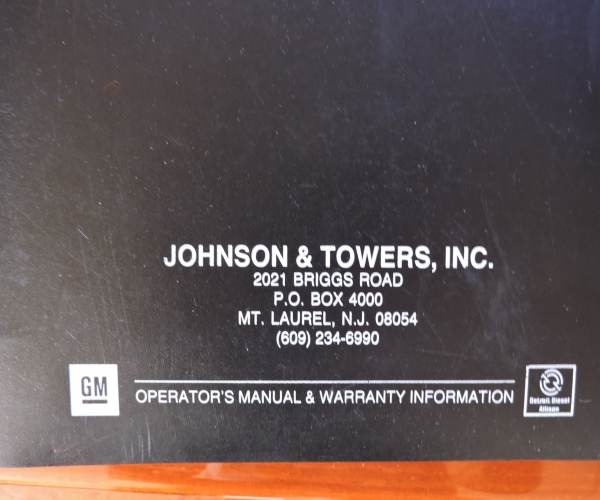 JOHNSON & TOWERS, INC.
2021 BRIGGS ROAD
P.O. BOX 4000
MT. LAUREL, N.J. 08054
(609) 234-6990
GM
OPERATOR'S MANUAL & WARRANTY INFORMATION
Detroit Diesel
Allison